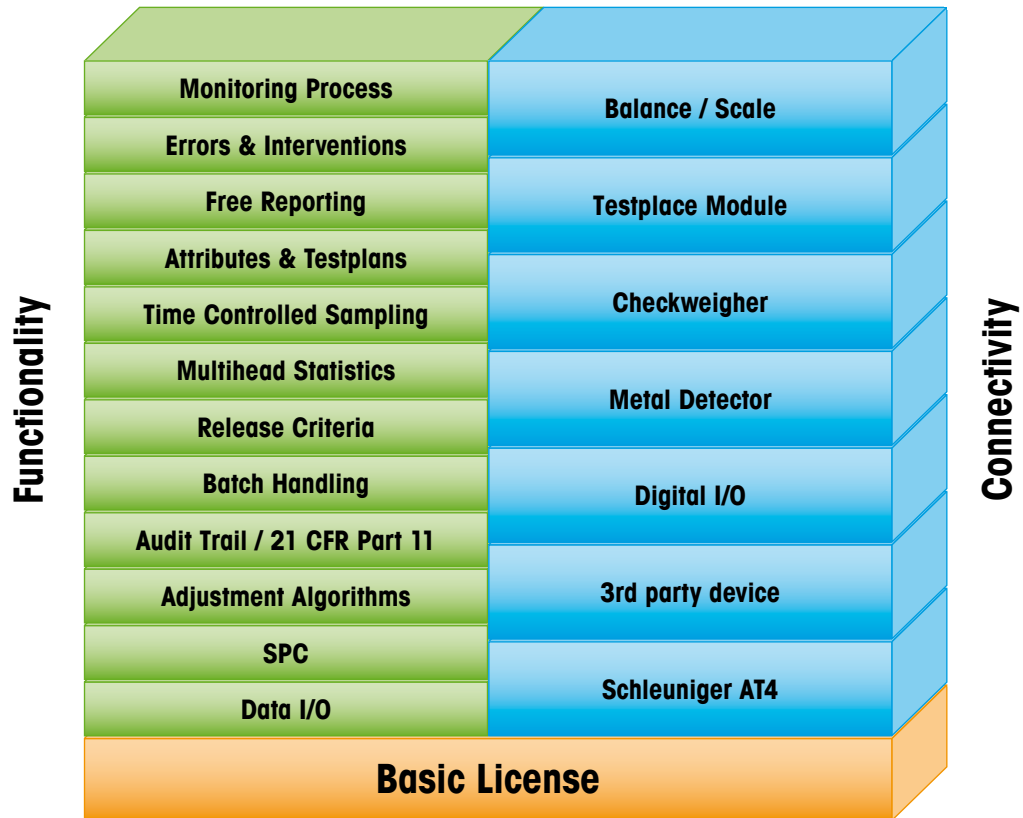 Functionality
Monitoring Process
Errors & Interventions
Free Reporting
Attributes & Testplans
Time Controlled Sampling
Multihead Statistics
Release Criteria
Batch Handling
Audit Trail / 21 CFR Part 11
Adjustment Algorithms
SPC
Data I/O
Balance / Scale
Testplace Module
Checkweigher
Metal Detector
Digital I/O
3rd party device
Schleuniger AT4
Connectivity
Basic License